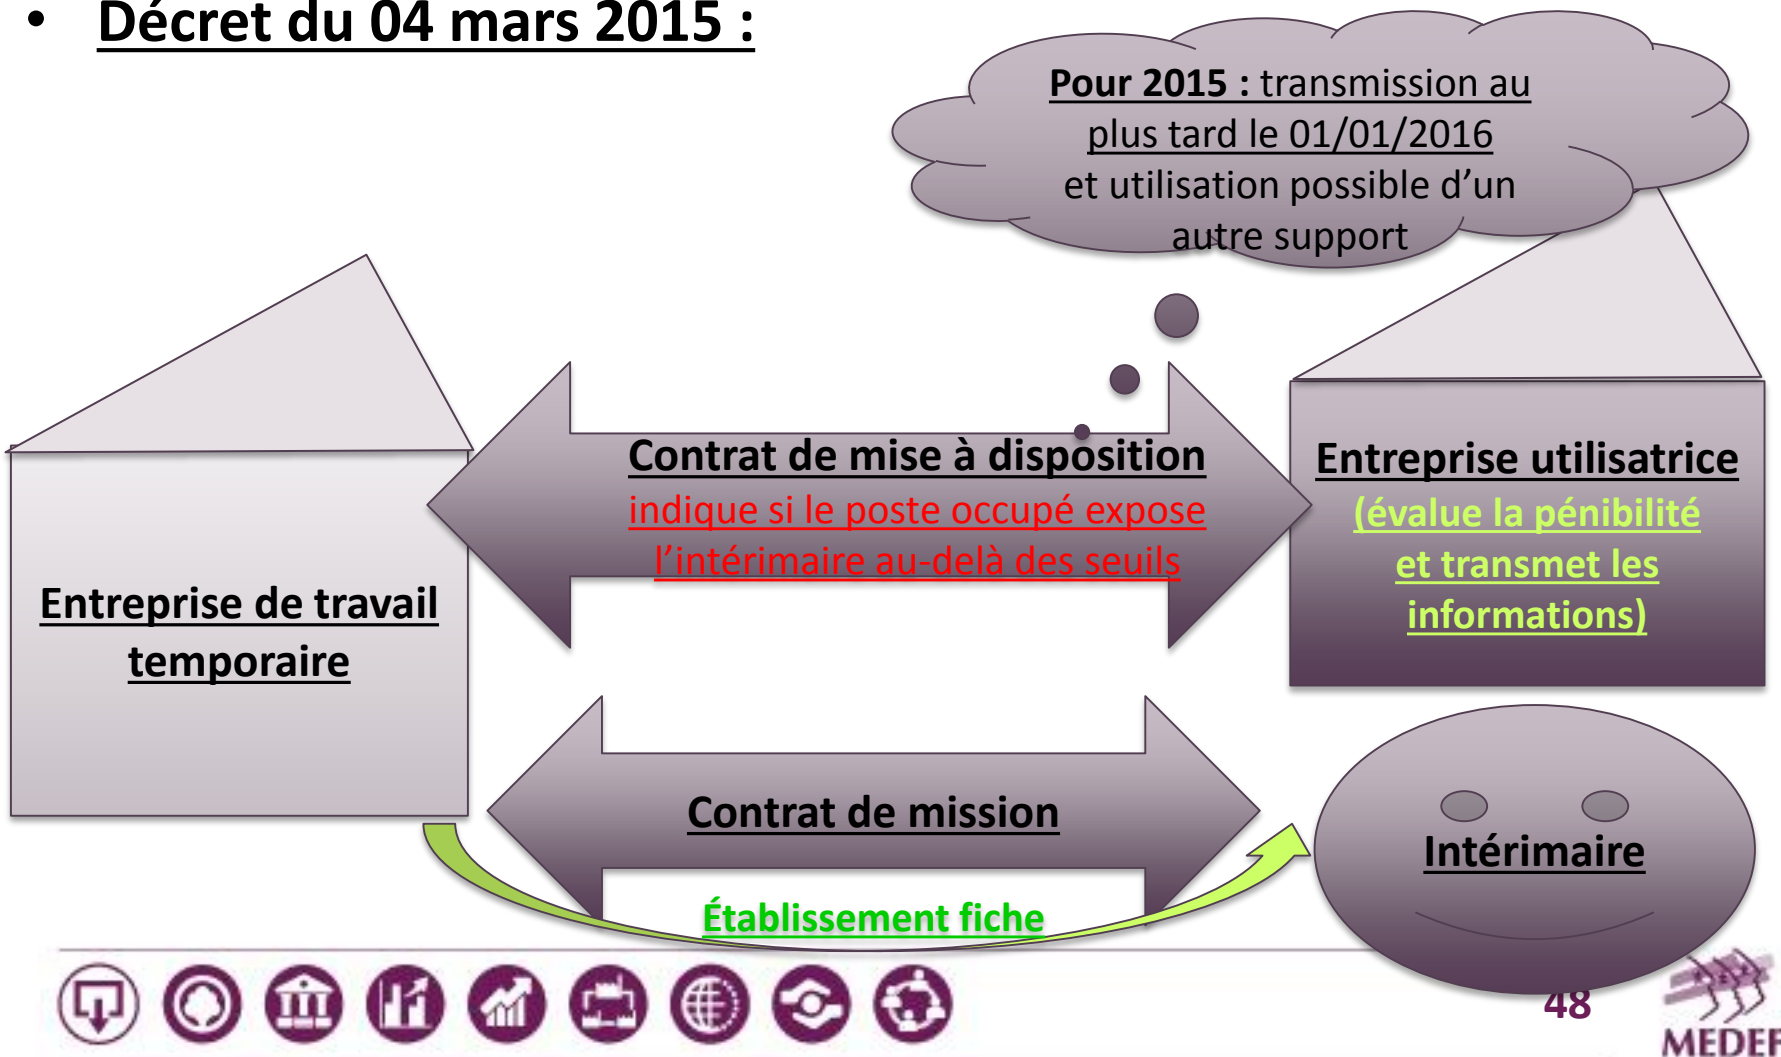 • Décret du 04 mars 2015 :
Pour 2015 : transmission au
plus tard le 01/01/2016
et utilisation possible d’un
autre support
Contrat de mise à disposition
indique si le poste occupé expose
l’intérimaire au-delà des seuils
Entreprise utilisatrice
(évalue la pénibilité
et transmet les
informations)
Entreprise de travail
temporaire
Contrat de mission
Intérimaire
Établissement fiche
48
MEDEF